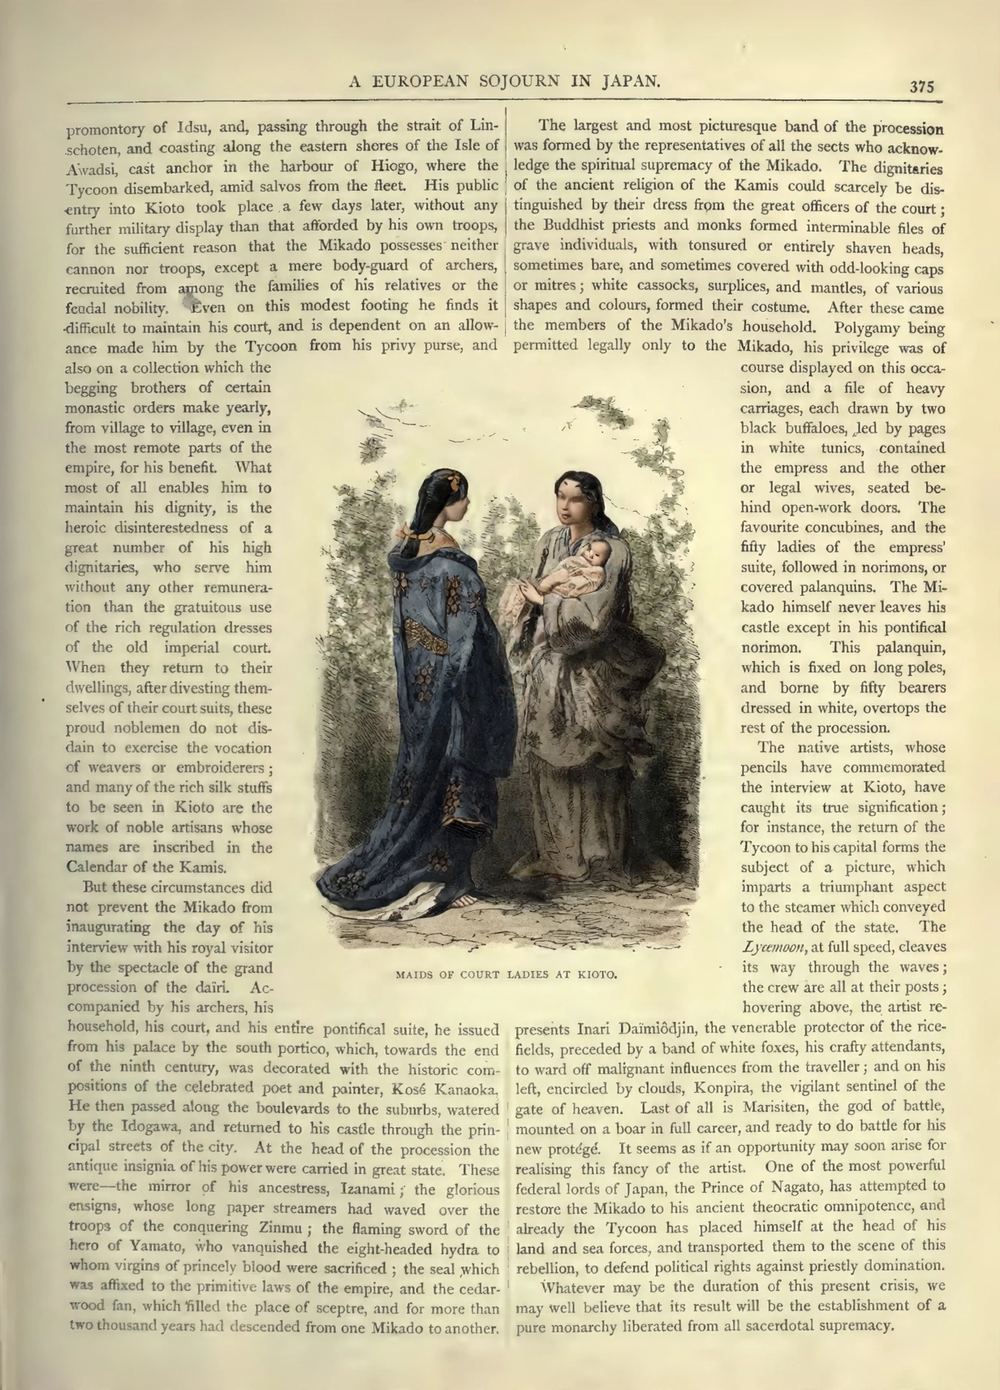 A EUROPEAN SOJOURN IN JAPAN.
375
promontory of Idsu, and, passing through the strait of Lin-
schoten, and coasting along the eastern shores of the Isle of
Awadsi, cast anchor in the harbour of Hiogo, where the
Tycoon disembarked, amid salvos from the fleet. His public
entry into Kioto took place a few days later, without any
further military display than that afforded by his own troops,
for the sufficient reason that the Mikado possesses neither
cannon nor troops, except a mere body-guard of archers,
recruited from among the families of his relatives or the
feudal nobility. Even on this modest footing he finds it
difficult to maintain his court, and is dependent on an allow-
ance made him by the Tycoon from his privy purse, and
also on a collection which the
begging brothers of certain
monastic orders make yearly,
from village to village, even in
the most remote parts of the
empire, for his benefit. What
most of all enables him to
maintain his dignity, is the
heroic disinterestedness of a
great number of his high
dignitaries, who serve him
without any other remunera-
tion than the gratuitous use
of the rich regulation dresses
of the old imperial court.
When they return to their
dwellings, after divesting them-
selves of their court suits, these
proud noblemen do not dis-
dain to exercise the vocation
of weavers or embroiderers;
and many of the rich silk stuffs
to be seen in Kioto are the
work of noble artisans whose
names are inscribed in the
Calendar of the Kamis.
But these circumstances did
not prevent the Mikado from
inaugurating the day of his
interview with his royal visitor
by the spectacle of the grand
procession of the daïri. Ac-
companied by his archers, his
household, his court, and his entire pontifical suite, he issued
from his palace by the south portico, which, towards the end
of the ninth century, was decorated with the historic com-
positions of the celebrated poet and painter, Kosé Kanaoka.
He then passed along the boulevards to the suburbs, watered
by the Idogawa, and returned to his castle through the prin-
cipal streets of the city. At the head of the procession the
antique insignia of his power were carried in great state. These
were—the mirror of his ancestress, Izanami; the glorious
ensigns, whose long paper streamers had waved over the
troops of the conquering Zinmu; the flaming sword of the
hero of Yamato, who vanquished the eight-headed hydra to
whom virgins of princely blood were sacrificed; the seal which
was affixed to the primitive laws of the empire, and the cedar-
wood fan, which filled the place of sceptre, and for more than
two thousand years had descended from one Mikado to another.
The largest and most picturesque band of the procession
was formed by the representatives of all the sects who acknow-
ledge the spiritual supremacy of the Mikado. The dignitaries
of the ancient religion of the Kamis could scarcely be dis-
tinguished by their dress from the great officers of the court;
the Buddhist priests and monks formed interminable files of
grave individuals, with tonsured or entirely shaven heads,
sometimes bare, and sometimes covered with odd-looking caps
or mitres; white cassocks, surplices, and mantles, of various
shapes and colours, formed their costume. After these came
the members of the Mikado's household. Polygamy being
permitted legally only to the Mikado, his privilege was of
course displayed on this occa-
sion, and a file of heavy
carriages, each drawn by two
black buffaloes, led by pages
in white tunics, contained
the empress and the other
or legal wives, seated be-
hind open-work doors. The
favourite concubines, and the
fifty ladies of the empress'
suite, followed in norimons, or
covered palanquins. The Mi-
kado himself never leaves his
castle except in his pontifical
norimon. This palanquin,
which is fixed on long poles,
and borne by fifty bearers
dressed in white, overtops the
rest of the procession.
The native artists, whose
pencils have commemorated
the interview at Kioto, have
caught its true signification;
for instance, the return of the
Tycoon to his capital forms the
subject of a picture, which
imparts a triumphant aspect
to the steamer which conveyed
the head of the state. The
Lycemoon, at full speed, cleaves
its way through the waves;
the crew are all at their posts;
hovering above, the artist re-
presents Inari Daïmiôdjin, the venerable protector of the rice-
fields, preceded by a band of white foxes, his crafty attendants,
to ward off malignant influences from the traveller; and on his
left, encircled by clouds, Konpira, the vigilant sentinel of the
gate of heaven. Last of all is Marisiten, the god of battle,
mounted on a boar in full career, and ready to do battle for his
new protégé. It seems as if an opportunity may soon arise for
realising this fancy of the artist. One of the most powerful
federal lords of Japan, the Prince of Nagato, has attempted to
restore the Mikado to his ancient theocratic omnipotence, and
already the Tycoon has placed himself at the head of his
land and sea forces, and transported them to the scene of this
rebellion, to defend political rights against priestly domination.
Whatever may be the duration of this present crisis, we
may well believe that its result will be the establishment of a
pure monarchy liberated from all sacerdotal supremacy.
MAIDS OF COURT LADIES AT KIOTO.